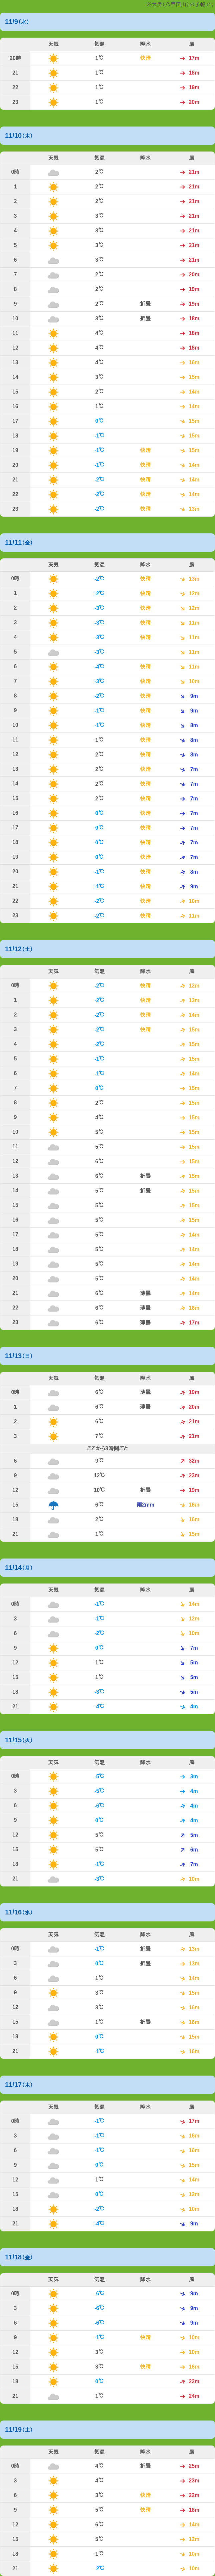 赤木岳(八甲田山)の予報です
11/9(水)
天気 気温 降水 風
20時 1℃ 快晴 17m
21 1℃ 18m
22 1℃ 19m
23 1℃ 20m
11/10(木)
天気 気温 降水 風
0時 2℃ 21m
1 2℃ 21m
2 2℃ 21m
3 3℃ 21m
4 3℃ 21m
5 3℃ 21m
6 3℃ 21m
7 2℃ 20m
8 2℃ 19m
9 2℃ 折曇 19m
10 3℃ 折曇 18m
11 4℃ 18m
12 4℃ 18m
13 4℃ 16m
14 3℃ 15m
15 2℃ 14m
16 1℃ 14m
17 0℃ 15m
18 -1℃ 15m
19 -1℃ 快晴 15m
20 -1℃ 快晴 14m
21 -2℃ 快晴 14m
22 -2℃ 快晴 14m
23 -2℃ 快晴 13m
11/11(金)
天気 気温 降水 風
0時 -2℃ 快晴 13m
1 -2℃ 快晴 12m
2 -3℃ 快晴 12m
3 -3℃ 快晴 11m
4 -3℃ 快晴 11m
5 -3℃ 11m
6 -4℃ 快晴 11m
7 -3℃ 快晴 10m
8 -2℃ 快晴 9m
9 -1℃ 快晴 9m
10 -1℃ 快晴 8m
11 1℃ 快晴 8m
12 2℃ 快晴 8m
13 2℃ 快晴 7m
14 2℃ 快晴 7m
15 2℃ 快晴 7m
16 0℃ 快晴 7m
17 0℃ 快晴 7m
18 0℃ 快晴 7m
19 0℃ 快晴 7m
20 -1℃ 快晴 8m
21 -1℃ 快晴 9m
22 -2℃ 快晴 10m
23 -2℃ 快晴 11m
11/12(土)
天気 気温 降水 風
0時 -2℃ 快晴 12m
1 -2℃ 快晴 13m
2 -2℃ 快晴 14m
3 -2℃ 快晴 15m
4 -2℃ 15m
5 -1℃ 15m
6 -1℃ 14m
7 0℃ 15m
8 2℃ 15m
9 4℃ 15m
10 5℃ 15m
11 5℃ 15m
12 6℃ 16m
13 6℃ 折曇 15m
14 5℃ 折曇 15m
15 5℃ 15m
16 5℃ 15m
17 5℃ 14m
18 5℃ 14m
19 5℃ 14m
20 5℃ 14m
21 6℃ 薄曇 14m
22 6℃ 薄曇 16m
23 6℃ 薄曇 17m
11/13(日)
天気 気温 降水 風
0時 6℃ 薄曇 19m
1 6℃ 薄曇 20m
2 6℃ 21m
3 7℃ 21m
ここから3時間ごと
6 9℃ 32m
9 12℃ 23m
12 10℃ 折曇 19m
15 6℃ 雨2mm 16m
18 2℃ 16m
21 1℃ 15m
11/14(月)
天気 気温 降水 風
0時 -1℃ 14m
3 -1℃ 12m
6 -2℃ 10m
9 0℃ 7m
12 1℃ 5m
15 1℃ 5m
18 -3℃ 5m
21 -4℃ 4m
11/15(火)
天気 気温 降水 風
0時 -5℃ 3m
3 -5℃ 4m
6 -6℃ 4m
9 0℃ 4m
12 5℃ 5m
15 5℃ 6m
18 -1℃ 7m
21 -3℃ 10m
11/16(水)
天気 気温 降水 風
0時 -1℃ 折曇 13m
3 0℃ 折曇 13m
6 1℃ 14m
9 3℃ 15m
12 3℃ 16m
15 1℃ 折曇 16m
18 0℃ 15m
21 -1℃ 16m
11/17(木)
天気 気温 降水 風
0時 -1℃ 17m
3 -1℃ 16m
6 -1℃ 16m
9 0℃ 15m
12 1℃ 14m
15 0℃ 12m
18 -2℃ 10m
21 -4℃ 9m
11/18(金)
天気 気温 降水 風
0時 -6℃ 9m
3 -6℃ 9m
6 -6℃ 9m
9 -1℃ 快晴 10m
12 3℃ 10m
15 3℃ 快晴 16m
18 0℃ 22m
21 1℃ 24m
11/19(土)
天気 気温 降水 風
0時 4℃ 折曇 25m
3 4℃ 23m
6 3℃ 快晴 22m
9 5℃ 快晴 18m
12 6℃ 14m
15 5℃ 12m
18 1℃ 10m
21 -2℃ 10m